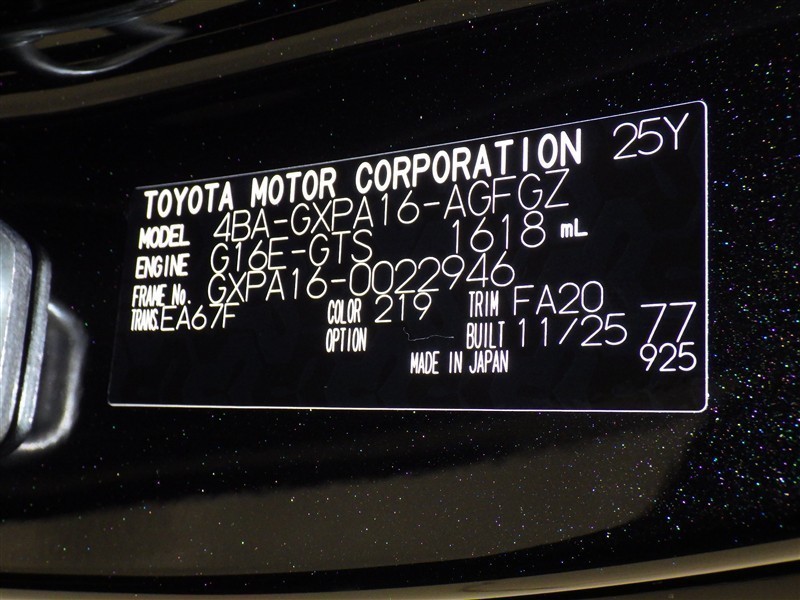 TOYOTA MOTOR CORPORATION 25Y
MODEL 4BA-GXPA16-AGFGZ
ENGINE G16E-GTS 1618 mL
FRAME No. GXPA16-0022946
TRANS. EA67F COLOR 219 TRIM FA20
OPTION BUILT 11/25 77
MADE IN JAPAN 925